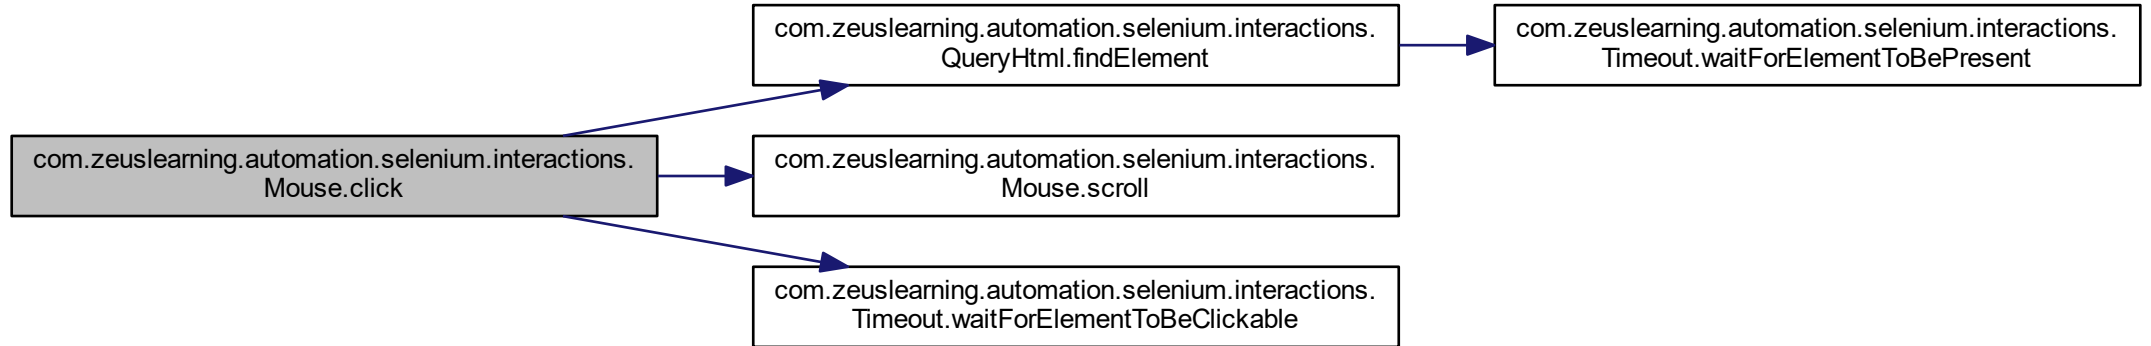 com.zeuslearning.automation.selenium.interactions.
QueryHtml.findElement
com.zeuslearning.automation.selenium.interactions.
Timeout.waitForElementToBePresent
com.zeuslearning.automation.selenium.interactions.
Mouse.click
com.zeuslearning.automation.selenium.interactions.
Mouse.scroll
com.zeuslearning.automation.selenium.interactions.
Timeout.waitForElementToBeClickable